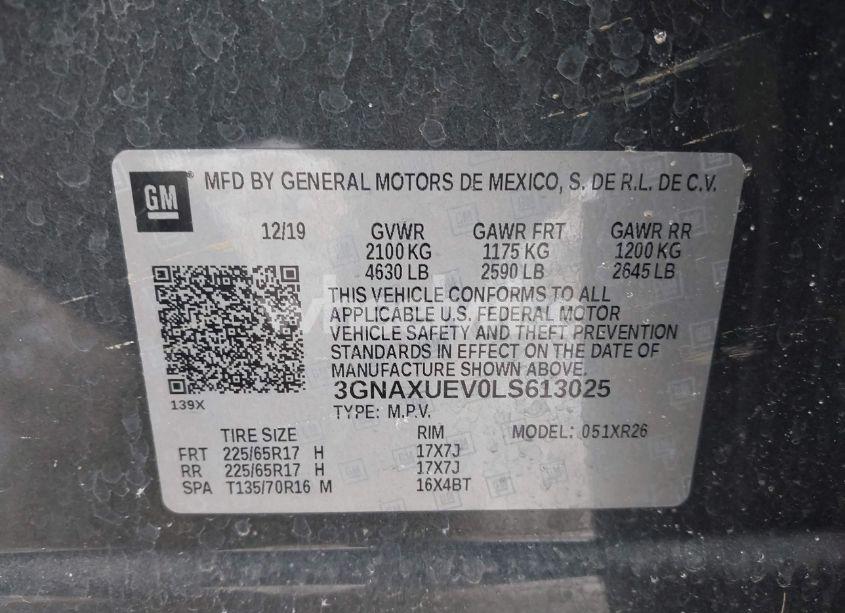 GM
MFD BY GENERAL MOTORS DE MEXICO, S. DE R.L. DE C.V.
12/19 GVWR GAWR FRT GAWR RR
2100 KG 1175 KG 1200 KG
4630 LB 2590 LB 2645 LB
THIS VEHICLE CONFORMS TO ALL
APPLICABLE U.S. FEDERAL MOTOR
VEHICLE SAFETY AND THEFT PREVENTION
STANDARDS IN EFFECT ON THE DATE OF
MANUFACTURE SHOWN ABOVE.
3GNAXUEV0LS613025
139X
TYPE: M.P.V.
TIRE SIZE RIM MODEL: 051XR26
FRT 225/65R17 H 17X7J
RR 225/65R17 H 17X7J
SPA T135/70R16 M 16X4BT